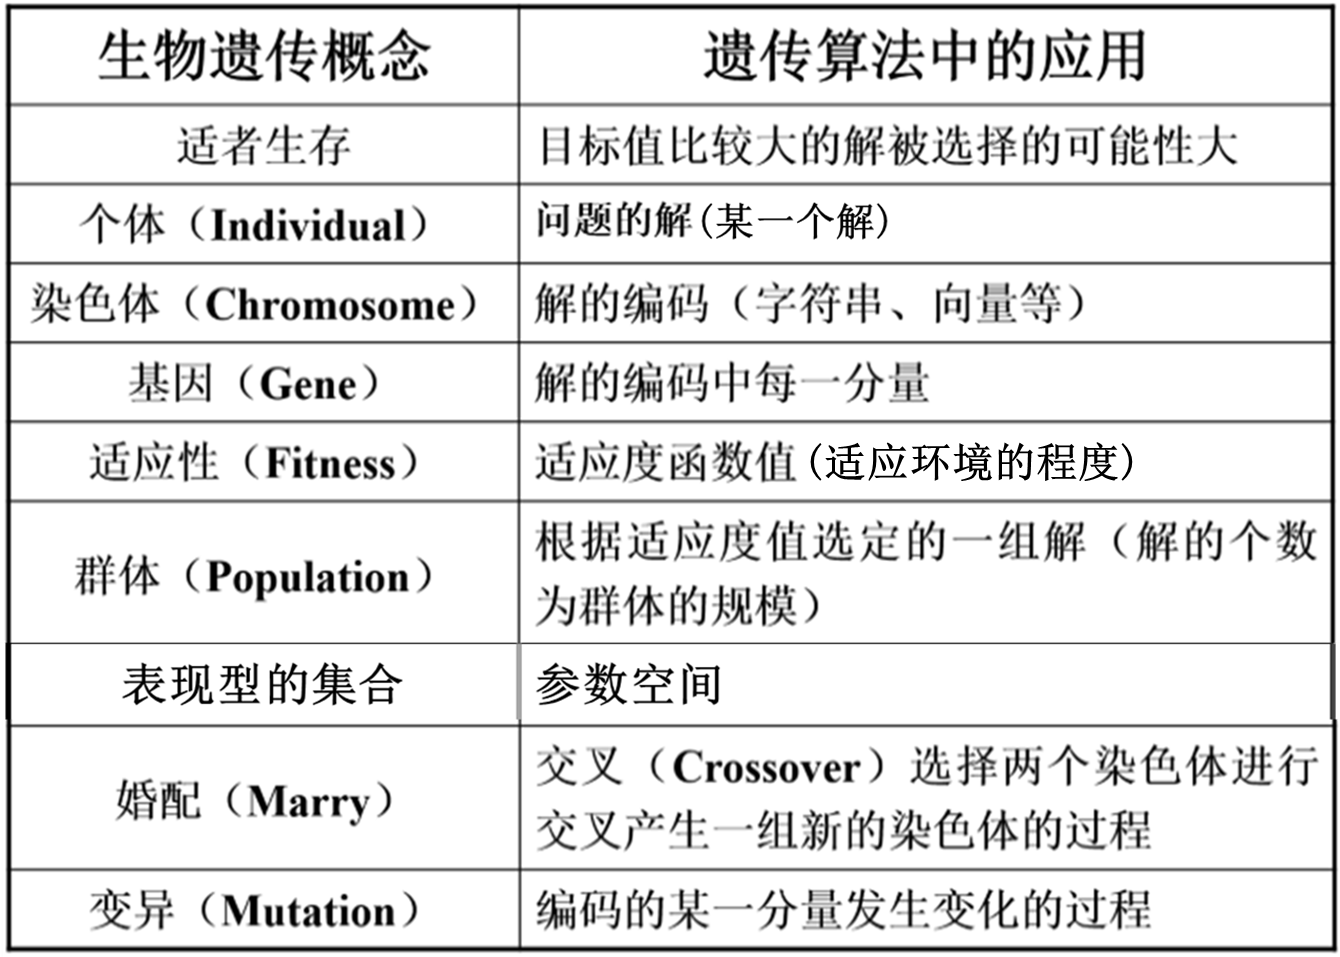 生物遗传概念
遗传算法中的应用
适者生存
目标值比较大的解被选择的可能性大
个体（Individual）
问题的解(某一个解)
染色体（Chromosome）
解的编码（字符串、向量等）
基因（Gene）
解的编码中每一分量
适应性（Fitness）
适应度函数值(适应环境的程度)
群体（Population）
根据适应度值选定的一组解（解的个数
为群体的规模）
表现型的集合
参数空间
婚配（Marry）
交叉（Crossover）选择两个染色体进行
交叉产生一组新的染色体的过程
变异（Mutation）
编码的某一分量发生变化的过程